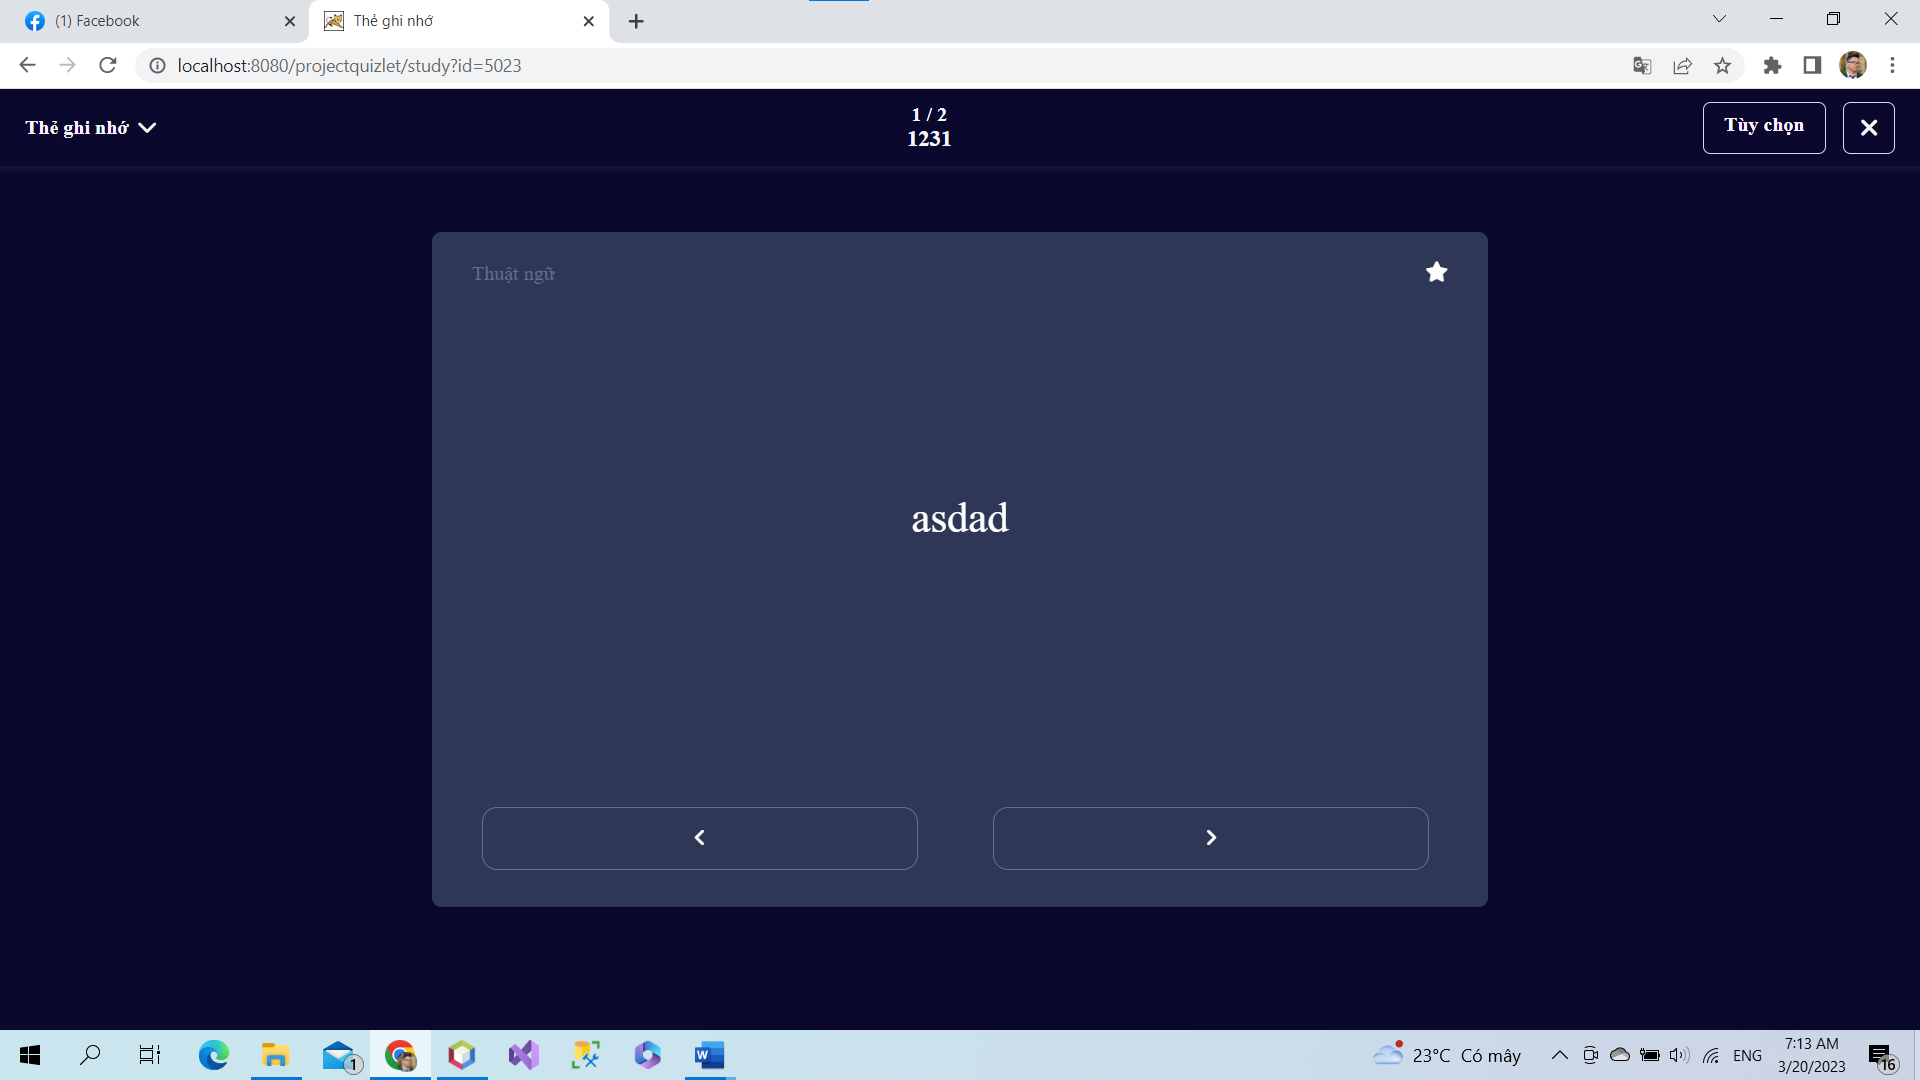 (1) Facebook
Thẻ ghi nhớ
localhost:8080/projectquizlet/study?id=5023
Thẻ ghi nhớ
1 / 2
1231
Tùy chọn
Thuật ngữ
asdad
1
23°C Có mây
ENG
7:13 AM
3/20/2023
16